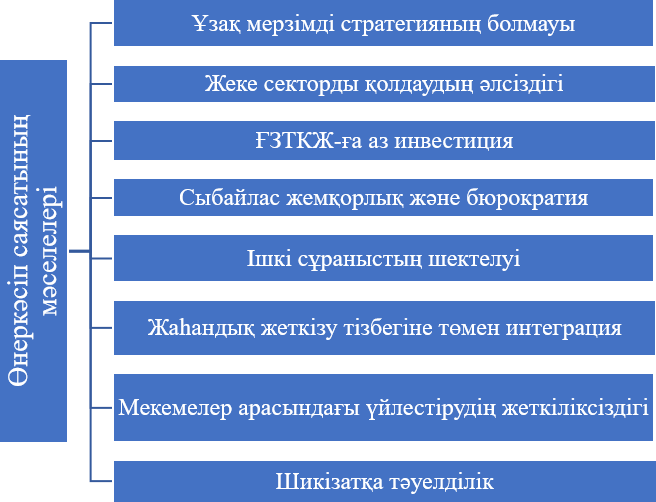 Өнеркәсіп саясатының
мәселелері
Ұзақ мерзімді стратегияның болмауы
Жеке секторды қолдаудың әлсіздігі
ҒЗТКЖ-ға аз инвестиция
Сыбайлас жемқорлық және бюрократия
Ішкі сұраныстың шектелуі
Жаһандық жеткізу тізбегіне төмен интеграция
Мекемелер арасындағы үйлестірудің жеткіліксіздігі
Шикізатқа тәуелділік